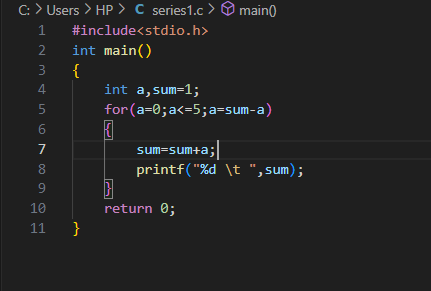 C: > Users > HP > C series1.c > main()
1 #include<stdio.h>
2 int main()
3 {
4     int a,sum=1;
5     for(a=0;a<=5;a=sum-a)
6     {
7         sum=sum+a;
8         printf("%d \t ",sum);
9     }
10     return 0;
11 }